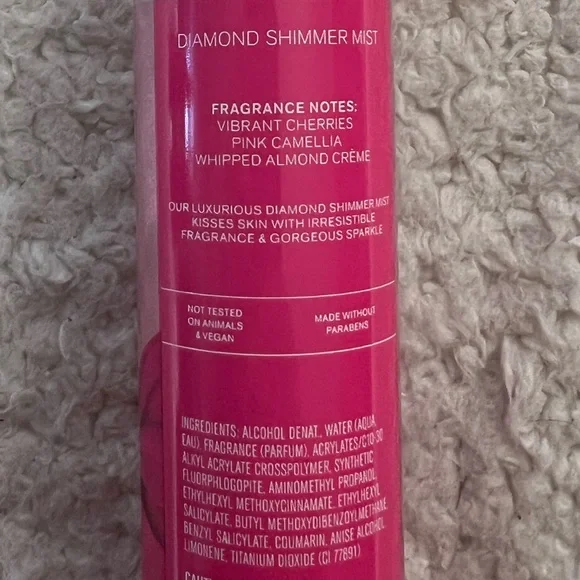 DIAMOND SHIMMER MIST
FRAGRANCE NOTES:
VIBRANT CHERRIES
PINK CAMELLIA
WHIPPED ALMOND CRÈME
OUR LUXURIOUS DIAMOND SHIMMER MIST
KISSES SKIN WITH IRRESISTIBLE
FRAGRANCE & GORGEOUS SPARKLE
NOT TESTED
ON ANIMALS
& VEGAN
MADE WITHOUT
PARABENS
INGREDIENTS: ALCOHOL DENAT., WATER (AQUA,
EAU), FRAGRANCE (PARFUM), ACRYLATES/C10-30
ALKYL ACRYLATE CROSSPOLYMER, SYNTHETIC
FLUORPHLOGOPITE, AMINOMETHYL PROPANOL,
ETHYLHEXYL METHOXYCINNAMATE, ETHYLHEXYL
SALICYLATE, BUTYL METHOXYDIBENZOYLMETHANE,
BENZYL SALICYLATE, COUMARIN, ANISE ALCOHOL,
LIMONENE, TITANIUM DIOXIDE (CI 77891)